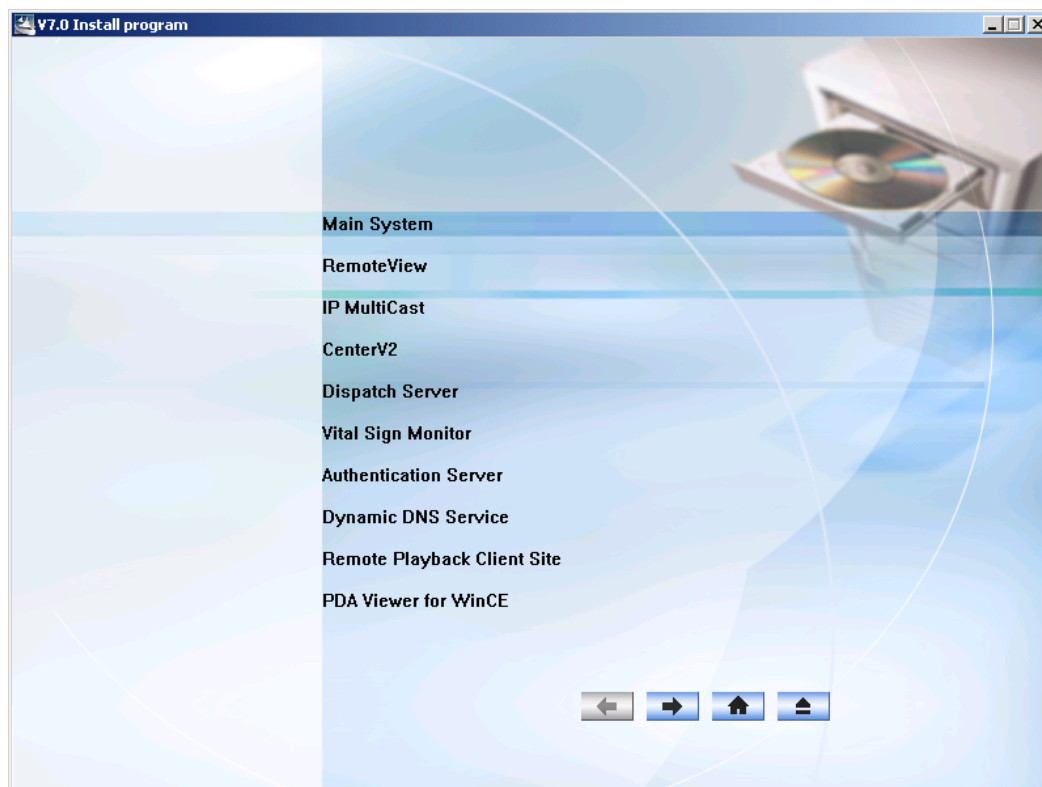 V7.0 Install program
Main System
RemoteView
IP MultiCast
CenterV2
Dispatch Server
Vital Sign Monitor
Authentication Server
Dynamic DNS Service
Remote Playback Client Site
PDA Viewer for WinCE